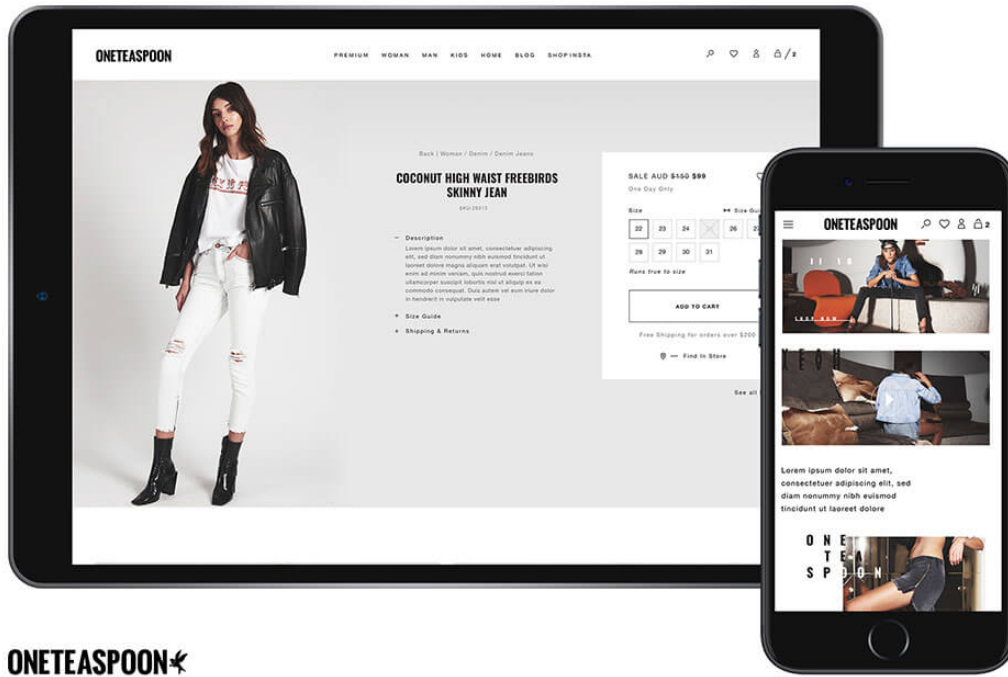 ONETEASPOON
PREMIUM WOMAN MAN KIDS HOME BLOG SHOPINSTA
/2
Back | Woman / Denim / Denim Jeans
COCONUT HIGH WAIST FREEBIRDS
SKINNY JEAN
− Description
Lorem ipsum dolor sit amet, consectetuer adipiscing
elit, sed diam nonummy nibh euismod tincidunt ut
laoreet dolore magna aliquam erat volutpat. Ut wisi
enim ad minim veniam, quis nostrud exerci tation
ullamcorper suscipit lobortis nisl ut aliquip ex ea
commodo consequat. Duis autem vel eum iriure dolor
in hendrerit in vulputate velit esse
+ Size Guide
+ Shipping & Returns
SALE AUD $150 $99
One Day Only
Size
Size
22 23 24 26
28 29 30 31
Runs true to size
ADD TO CART
Free Shipping for orders over $200
Find In Store
See all
ONETEASPOON
2
SHOP NOW
Lorem ipsum dolor sit amet,
consectetuer adipiscing elit, sed
diam nonummy nibh euismod
tincidunt ut laoreet dolore
ONE
TEA
SPOON
ONETEASPOON